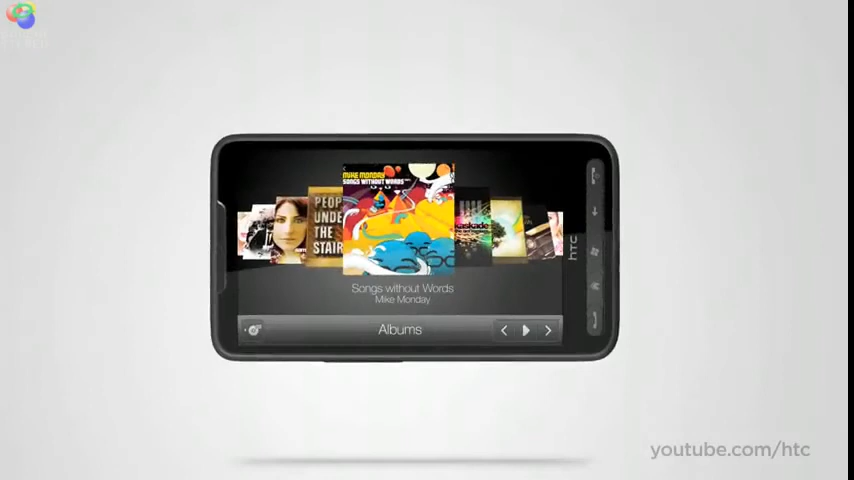 MIKE MONDAY
SONGS WITHOUT WORDS
PEOP
UNDE
THE
STAIR
kaskade
Songs without Words
Mike Monday
Albums
htc
youtube.com/htc